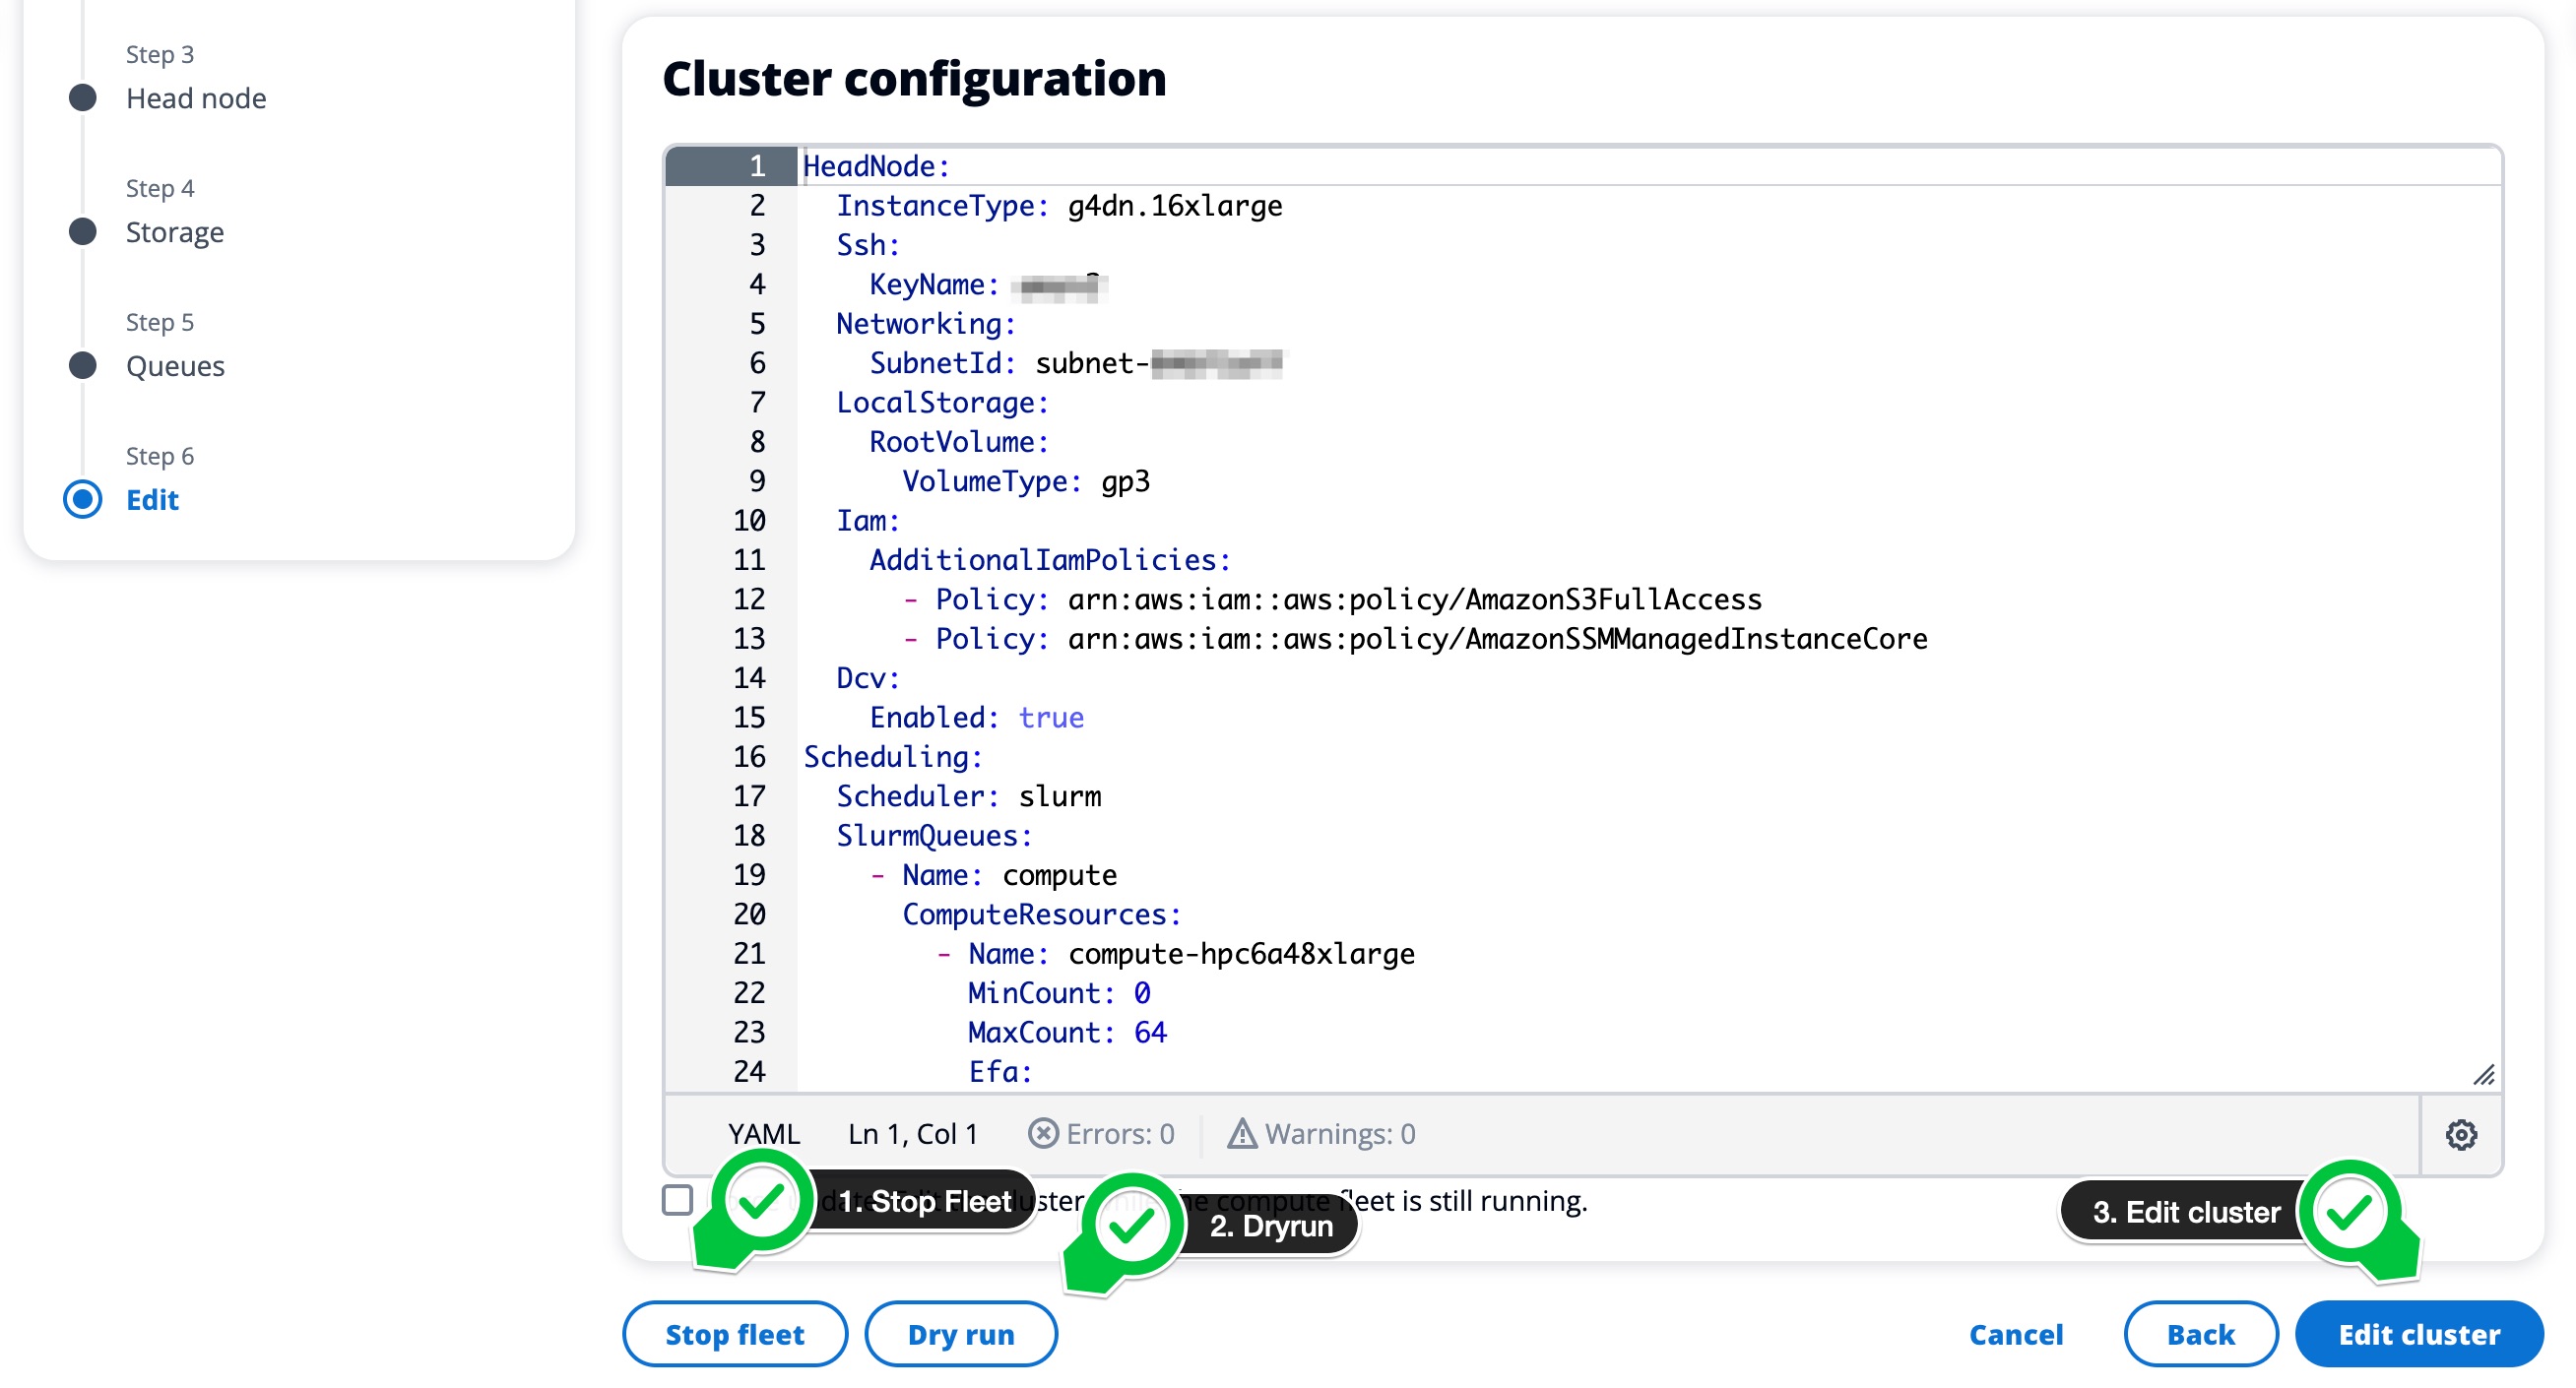 Step 3
Head node
Step 4
Storage
Step 5
Queues
Step 6
Edit
Cluster configuration
1 HeadNode:
2 InstanceType: g4dn.16xlarge
3 Ssh:
4 KeyName:
5 Networking:
6 SubnetId: subnet-
7 LocalStorage:
8 RootVolume:
9 VolumeType: gp3
10 Iam:
11 AdditionalIamPolicies:
12 - Policy: arn:aws:iam::aws:policy/AmazonS3FullAccess
13 - Policy: arn:aws:iam::aws:policy/AmazonSSMManagedInstanceCore
14 Dcv:
15 Enabled: true
16 Scheduling:
17 Scheduler: slurm
18 SlurmQueues:
19 - Name: compute
20 ComputeResources:
21 - Name: compute-hpc6a48xlarge
22 MinCount: 0
23 MaxCount: 64
24 Efa:
YAML Ln 1, Col 1 Errors: 0 Warnings: 0
compute fleet is still running.
1. Stop Fleet
2. Dryrun
3. Edit cluster
Stop fleet Dry run Cancel Back Edit cluster